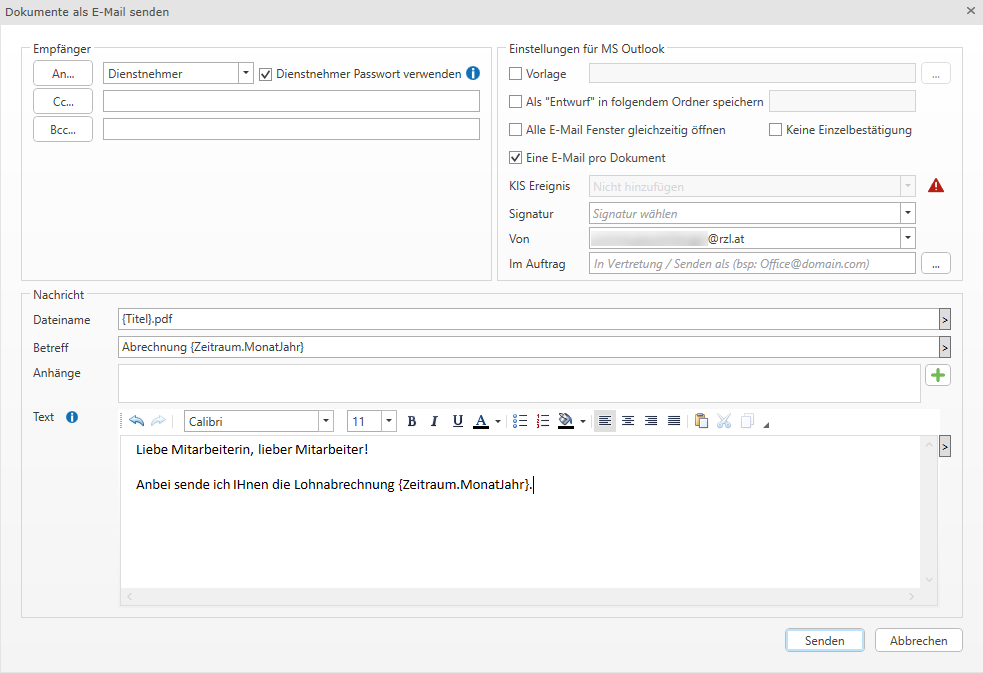 Dokumente als E-Mail senden
Empfänger
An... Dienstnehmer Dienstnehmer Passwort verwenden
Cc...
Bcc...
Einstellungen für MS Outlook
Vorlage ...
Als "Entwurf" in folgendem Ordner speichern
Alle E-Mail Fenster gleichzeitig öffnen Keine Einzelbestätigung
Eine E-Mail pro Dokument
KIS Ereignis Nicht hinzufügen
Signatur Signatur wählen
Von @rzl.at
Im Auftrag In Vertretung / Senden als (bsp: Office@domain.com) ...
Nachricht
Dateiname {Titel}.pdf >
Betreff Abrechnung {Zeitraum.MonatJahr} >
Anhänge
Text Calibri 11 B I U A
Liebe Mitarbeiterin, lieber Mitarbeiter! >
Anbei sende ich IHnen die Lohnabrechnung {Zeitraum.MonatJahr}.
Senden Abbrechen